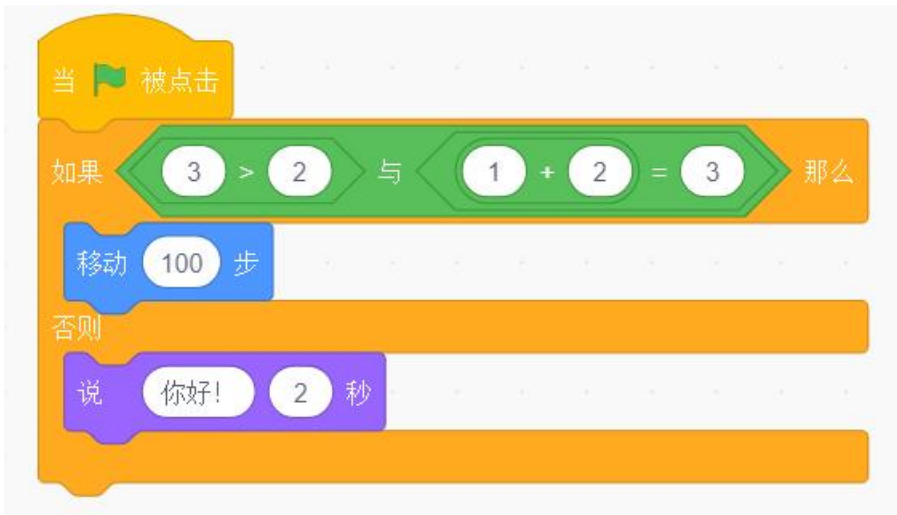 当 被点击
如果 3 > 2 与 1 + 2 = 3 那么
移动 100 步
否则
说 你好! 2 秒